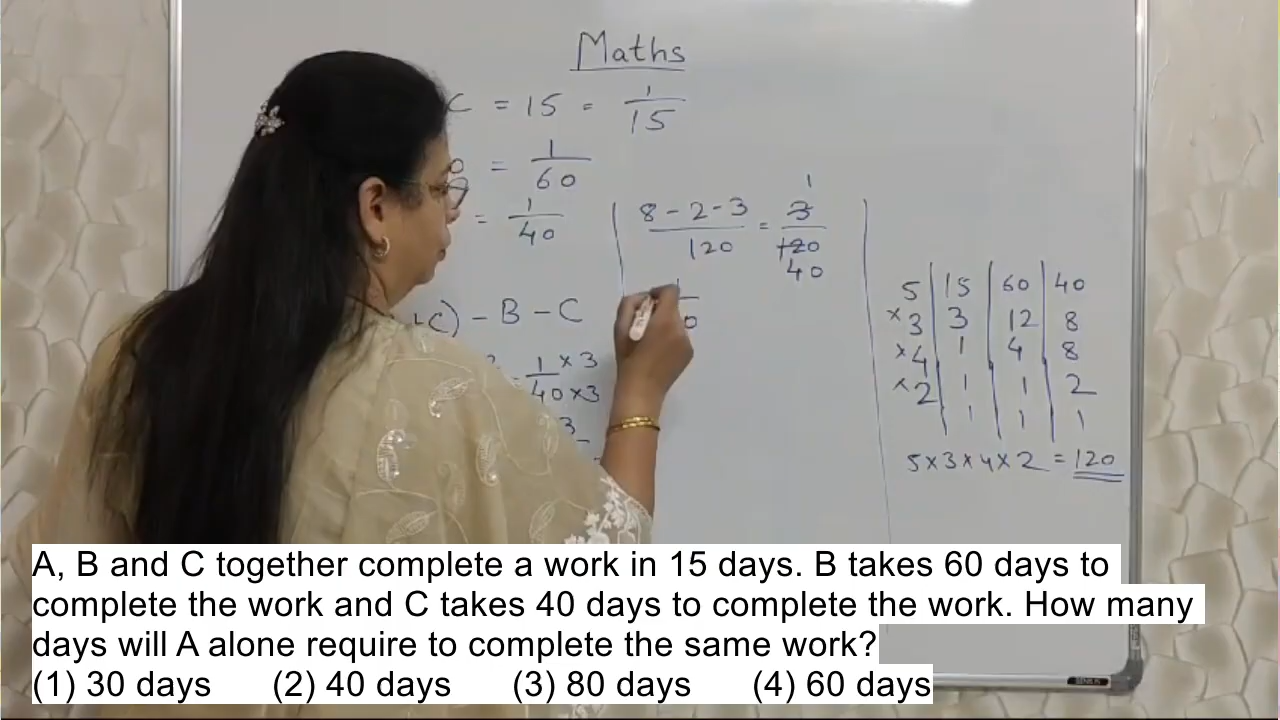 Maths
C = 15 = 1/15
= 1/60
= 1/40
8 - 2 - 3 / 120 = 3/120
1
40
C) - B - C
1 × 3
40 × 3
3
5 | 15 | 60 | 40
× 3 | 3 | 12 | 8
× 4 | 1 | 4 | 8
× 2 | 1 | 1 | 2
1 | 1 | 1
5 × 3 × 4 × 2 = 120
A, B and C together complete a work in 15 days. B takes 60 days to
complete the work and C takes 40 days to complete the work. How many
days will A alone require to complete the same work?
(1) 30 days (2) 40 days (3) 80 days (4) 60 days